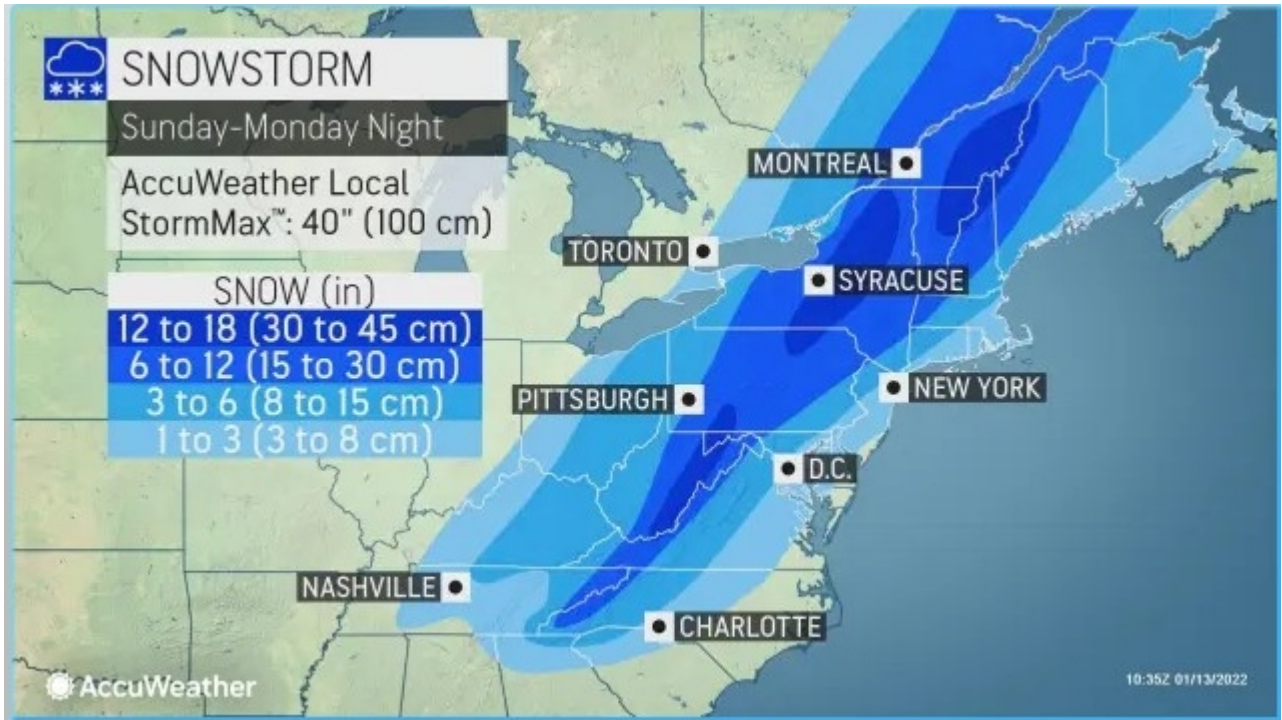 SNOWSTORM
Sunday-Monday Night
AccuWeather Local
StormMax™: 40" (100 cm)
SNOW (in)
12 to 18 (30 to 45 cm)
6 to 12 (15 to 30 cm)
3 to 6 (8 to 15 cm)
1 to 3 (3 to 8 cm)
MONTREAL
TORONTO
SYRACUSE
PITTSBURGH
NEW YORK
D.C.
NASHVILLE
CHARLOTTE
AccuWeather
10:35Z 01/13/2022